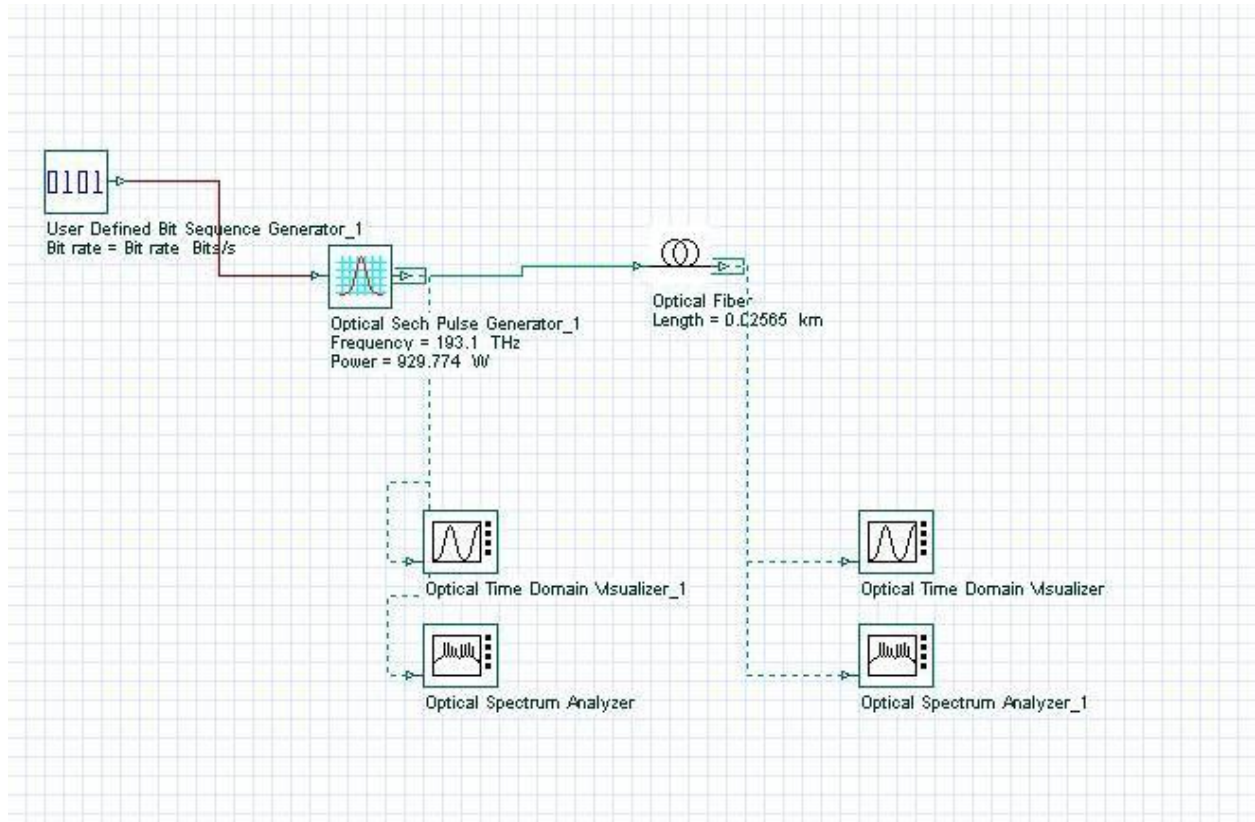 0101
User Defined Bit Sequence Generator_1
Bit rate = Bit rate Bits/s
Optical Sech Pulse Generator_1
Frequency = 193.1 THz
Power = 929.774 W
Optical Fiber
Length = 0.02565 km
Optical Time Domain Visualizer_1
Optical Time Domain Visualizer
Optical Spectrum Analyzer
Optical Spectrum Analyzer_1